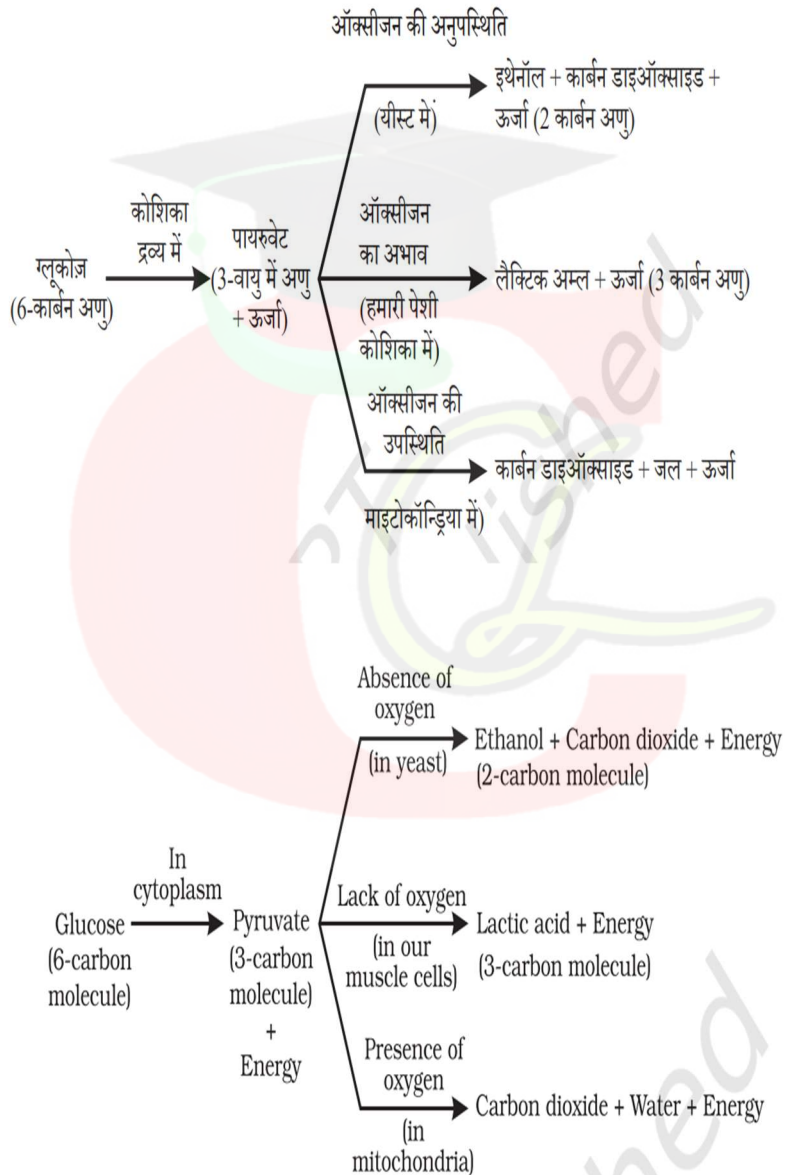 ऑक्सीजन की अनुपस्थिति
इथेनॉल + कार्बन डाइऑक्साइड +
(यीस्ट में)
ऊर्जा (2 कार्बन अणु)
कोशिका
द्रव्य में
ग्लूकोज़
(6-कार्बन अणु)
पायरुवेट
(3-वायु में अणु
+ ऊर्जा)
ऑक्सीजन
का अभाव
लैक्टिक अम्ल + ऊर्जा (3 कार्बन अणु)
(हमारी पेशी
कोशिका में)
ऑक्सीजन की
उपस्थिति
कार्बन डाइऑक्साइड + जल + ऊर्जा
माइटोकॉन्ड्रिया में)
Absence of
oxygen
Ethanol + Carbon dioxide + Energy
(in yeast)
(2-carbon molecule)
In
cytoplasm
Glucose
(6-carbon
molecule)
Pyruvate
(3-carbon
molecule)
+
Energy
Lack of oxygen
Lactic acid + Energy
(in our
muscle cells)
(3-carbon molecule)
Presence of
oxygen
Carbon dioxide + Water + Energy
(in
mitochondria)